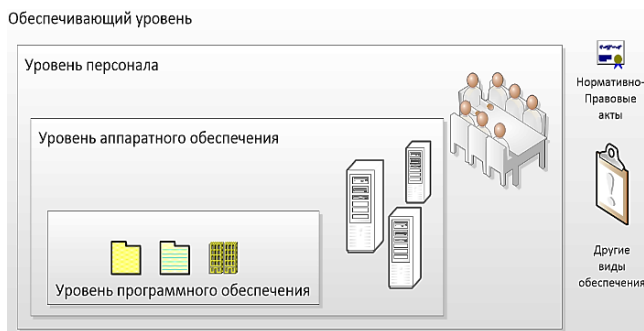 Обеспечивающий уровень
Уровень персонала
Уровень аппаратного обеспечения
Уровень программного обеспечения
Нормативно-
Правовые
акты
Другие
виды
обеспечения